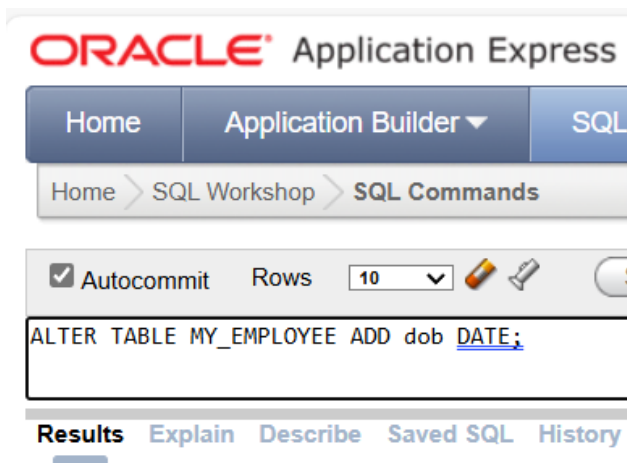 ORACLE Application Express
Home Application Builder SQL
Home SQL Workshop SQL Commands
Autocommit Rows 10
ALTER TABLE MY_EMPLOYEE ADD dob DATE;
Results Explain Describe Saved SQL History